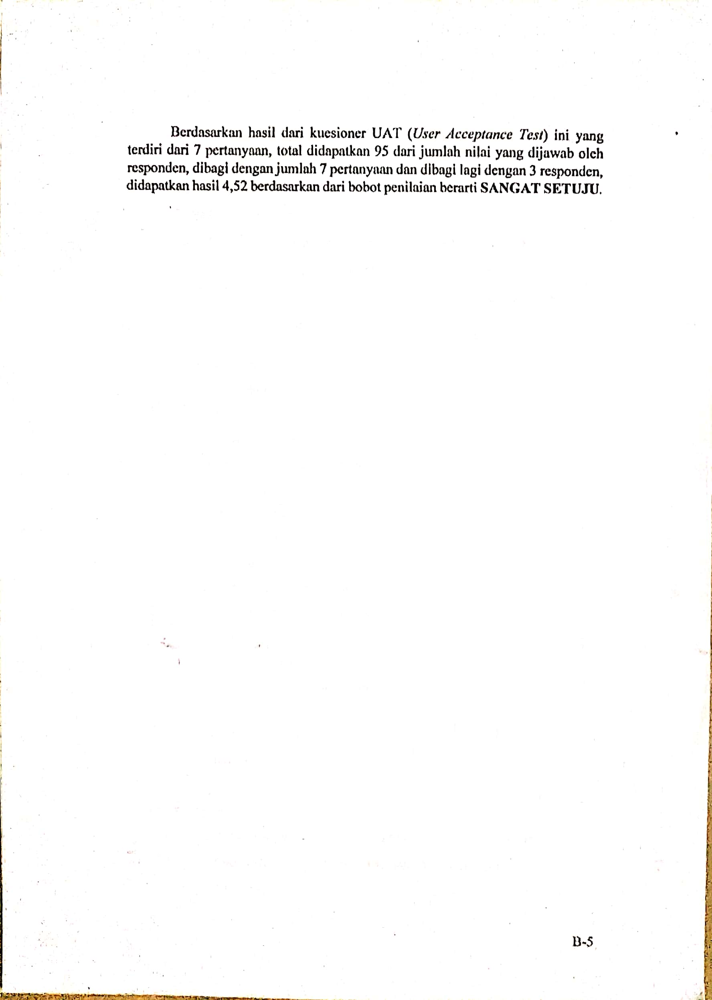 Berdasarkan hasil dari kuesioner UAT (User Acceptance Test) ini yang
terdiri dari 7 pertanyaan, total didapatkan 95 dari jumlah nilai yang dijawab oleh
responden, dibagi dengan jumlah 7 pertanyaan dan dibagi lagi dengan 3 responden,
didapatkan hasil 4,52 berdasarkan dari bobot penilaian berarti SANGAT SETUJU.
B-5